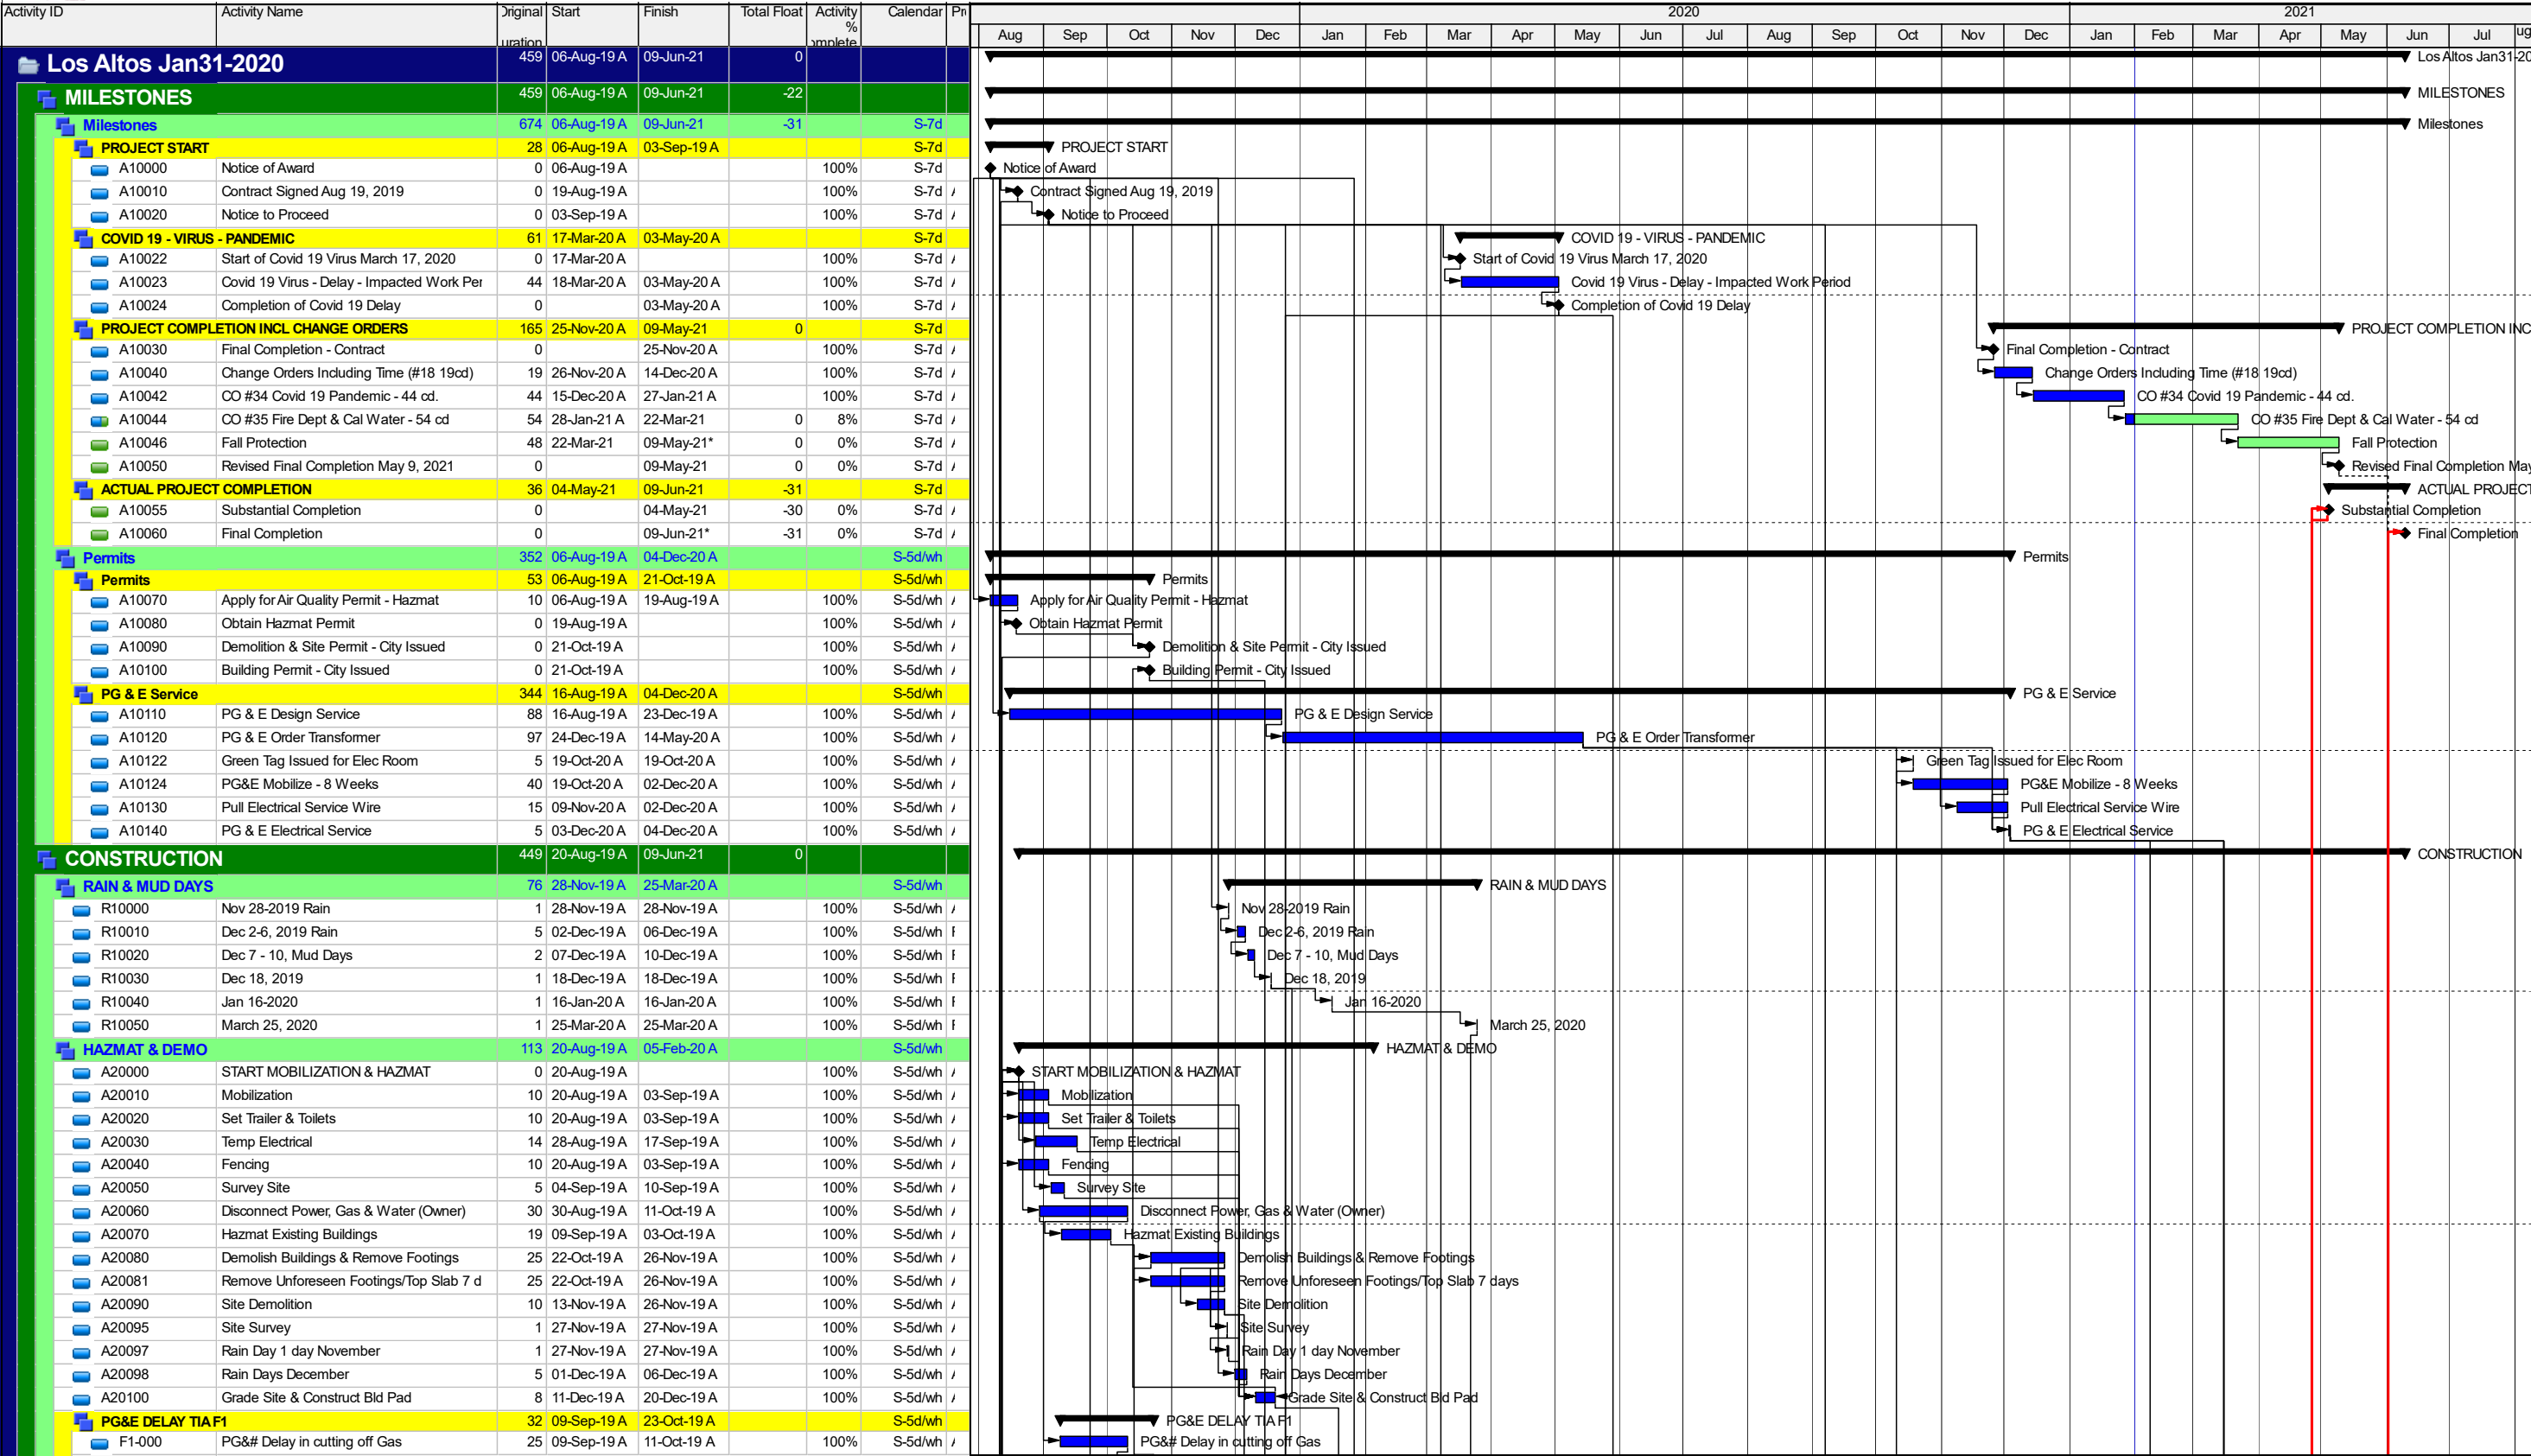 Activity ID Activity Name Original Duration Start Finish Total Float Activity % Complete Calendar Pr 2020 2021
Aug Sep Oct Nov Dec Jan Feb Mar Apr May Jun Jul Aug Sep Oct Nov Dec Jan Feb Mar Apr May Jun Jul ug
Los Altos Jan31-2020 459 06-Aug-19 A 09-Jun-21 0 Los Altos Jan31-20
MILESTONES 459 06-Aug-19 A 09-Jun-21 -22 MILESTONES
Milestones 674 06-Aug-19 A 09-Jun-21 -31 S-7d Milestones
PROJECT START 28 06-Aug-19 A 03-Sep-19 A S-7d PROJECT START
A10000 Notice of Award 0 06-Aug-19 A 100% S-7d Notice of Award
A10010 Contract Signed Aug 19, 2019 0 19-Aug-19 A 100% S-7d Contract Signed Aug 19, 2019
A10020 Notice to Proceed 0 03-Sep-19 A 100% S-7d Notice to Proceed
COVID 19 - VIRUS - PANDEMIC 61 17-Mar-20 A 03-May-20 A S-7d COVID 19 - VIRUS - PANDEMIC
A10022 Start of Covid 19 Virus March 17, 2020 0 17-Mar-20 A 100% S-7d Start of Covid 19 Virus March 17, 2020
A10023 Covid 19 Virus - Delay - Impacted Work Per 44 18-Mar-20 A 03-May-20 A 100% S-7d Covid 19 Virus - Delay - Impacted Work Period
A10024 Completion of Covid 19 Delay 0 03-May-20 A 100% S-7d Completion of Covid 19 Delay
PROJECT COMPLETION INCL CHANGE ORDERS 165 25-Nov-20 A 09-May-21 0 S-7d PROJECT COMPLETION INC
A10030 Final Completion - Contract 0 25-Nov-20 A 100% S-7d Final Completion - Contract
A10040 Change Orders Including Time (#18 19cd) 19 26-Nov-20 A 14-Dec-20 A 100% S-7d Change Orders Including Time (#18 19cd)
A10042 CO #34 Covid 19 Pandemic - 44 cd. 44 15-Dec-20 A 27-Jan-21 A 100% S-7d CO #34 Covid 19 Pandemic - 44 cd.
A10044 CO #35 Fire Dept & Cal Water - 54 cd 54 28-Jan-21 A 22-Mar-21 0 8% S-7d CO #35 Fire Dept & Cal Water - 54 cd
A10046 Fall Protection 48 22-Mar-21 09-May-21* 0 0% S-7d Fall Protection
A10050 Revised Final Completion May 9, 2021 0 09-May-21 0 0% S-7d Revised Final Completion May
ACTUAL PROJECT COMPLETION 36 04-May-21 09-Jun-21 -31 S-7d ACTUAL PROJECT
A10055 Substantial Completion 0 04-May-21 -30 0% S-7d Substantial Completion
A10060 Final Completion 0 09-Jun-21* -31 0% S-7d Final Completion
Permits 352 06-Aug-19 A 04-Dec-20 A S-5d/wh Permits
Permits 53 06-Aug-19 A 21-Oct-19 A S-5d/wh Permits
A10070 Apply for Air Quality Permit - Hazmat 10 06-Aug-19 A 19-Aug-19 A 100% S-5d/wh Apply for Air Quality Permit - Hazmat
A10080 Obtain Hazmat Permit 0 19-Aug-19 A 100% S-5d/wh Obtain Hazmat Permit
A10090 Demolition & Site Permit - City Issued 0 21-Oct-19 A 100% S-5d/wh Demolition & Site Permit - City Issued
A10100 Building Permit - City Issued 0 21-Oct-19 A 100% S-5d/wh Building Permit - City Issued
PG & E Service 344 16-Aug-19 A 04-Dec-20 A S-5d/wh PG & E Service
A10110 PG & E Design Service 88 16-Aug-19 A 23-Dec-19 A 100% S-5d/wh PG & E Design Service
A10120 PG & E Order Transformer 97 24-Dec-19 A 14-May-20 A 100% S-5d/wh PG & E Order Transformer
A10122 Green Tag Issued for Elec Room 5 19-Oct-20 A 19-Oct-20 A 100% S-5d/wh Green Tag Issued for Elec Room
A10124 PG&E Mobilize - 8 Weeks 40 19-Oct-20 A 02-Dec-20 A 100% S-5d/wh PG&E Mobilize - 8 Weeks
A10130 Pull Electrical Service Wire 15 09-Nov-20 A 02-Dec-20 A 100% S-5d/wh Pull Electrical Service Wire
A10140 PG & E Electrical Service 5 03-Dec-20 A 04-Dec-20 A 100% S-5d/wh PG & E Electrical Service
CONSTRUCTION 449 20-Aug-19 A 09-Jun-21 0 CONSTRUCTION
RAIN & MUD DAYS 76 28-Nov-19 A 25-Mar-20 A S-5d/wh RAIN & MUD DAYS
R10000 Nov 28-2019 Rain 1 28-Nov-19 A 28-Nov-19 A 100% S-5d/wh Nov 28-2019 Rain
R10010 Dec 2-6, 2019 Rain 5 02-Dec-19 A 06-Dec-19 A 100% S-5d/wh Dec 2-6, 2019 Rain
R10020 Dec 7 - 10, Mud Days 2 07-Dec-19 A 10-Dec-19 A 100% S-5d/wh Dec 7 - 10, Mud Days
R10030 Dec 18, 2019 1 18-Dec-19 A 18-Dec-19 A 100% S-5d/wh Dec 18, 2019
R10040 Jan 16-2020 1 16-Jan-20 A 16-Jan-20 A 100% S-5d/wh Jan 16-2020
R10050 March 25, 2020 1 25-Mar-20 A 25-Mar-20 A 100% S-5d/wh March 25, 2020
HAZMAT & DEMO 113 20-Aug-19 A 05-Feb-20 A S-5d/wh HAZMAT & DEMO
A20000 START MOBILIZATION & HAZMAT 0 20-Aug-19 A 100% S-5d/wh START MOBILIZATION & HAZMAT
A20010 Mobilization 10 20-Aug-19 A 03-Sep-19 A 100% S-5d/wh Mobilization
A20020 Set Trailer & Toilets 10 20-Aug-19 A 03-Sep-19 A 100% S-5d/wh Set Trailer & Toilets
A20030 Temp Electrical 14 28-Aug-19 A 17-Sep-19 A 100% S-5d/wh Temp Electrical
A20040 Fencing 10 20-Aug-19 A 03-Sep-19 A 100% S-5d/wh Fencing
A20050 Survey Site 5 04-Sep-19 A 10-Sep-19 A 100% S-5d/wh Survey Site
A20060 Disconnect Power, Gas & Water (Owner) 30 30-Aug-19 A 11-Oct-19 A 100% S-5d/wh Disconnect Power, Gas & Water (Owner)
A20070 Hazmat Existing Buildings 19 09-Sep-19 A 03-Oct-19 A 100% S-5d/wh Hazmat Existing Buildings
A20080 Demolish Buildings & Remove Footings 25 22-Oct-19 A 26-Nov-19 A 100% S-5d/wh Demolish Buildings & Remove Footings
A20081 Remove Unforeseen Footings/Top Slab 7 d 25 22-Oct-19 A 26-Nov-19 A 100% S-5d/wh Remove Unforeseen Footings/Top Slab 7 days
A20090 Site Demolition 10 13-Nov-19 A 26-Nov-19 A 100% S-5d/wh Site Demolition
A20095 Site Survey 1 27-Nov-19 A 27-Nov-19 A 100% S-5d/wh Site Survey
A20097 Rain Day 1 day November 1 27-Nov-19 A 27-Nov-19 A 100% S-5d/wh Rain Day 1 day November
A20098 Rain Days December 5 01-Dec-19 A 06-Dec-19 A 100% S-5d/wh Rain Days December
A20100 Grade Site & Construct Bld Pad 8 11-Dec-19 A 20-Dec-19 A 100% S-5d/wh Grade Site & Construct Bld Pad
PG&E DELAY TIA F1 32 09-Sep-19 A 23-Oct-19 A S-5d/wh PG&E DELAY TIA F1
F1-000 PG&# Delay in cutting off Gas 25 09-Sep-19 A 11-Oct-19 A 100% S-5d/wh PG&# Delay in cutting off Gas